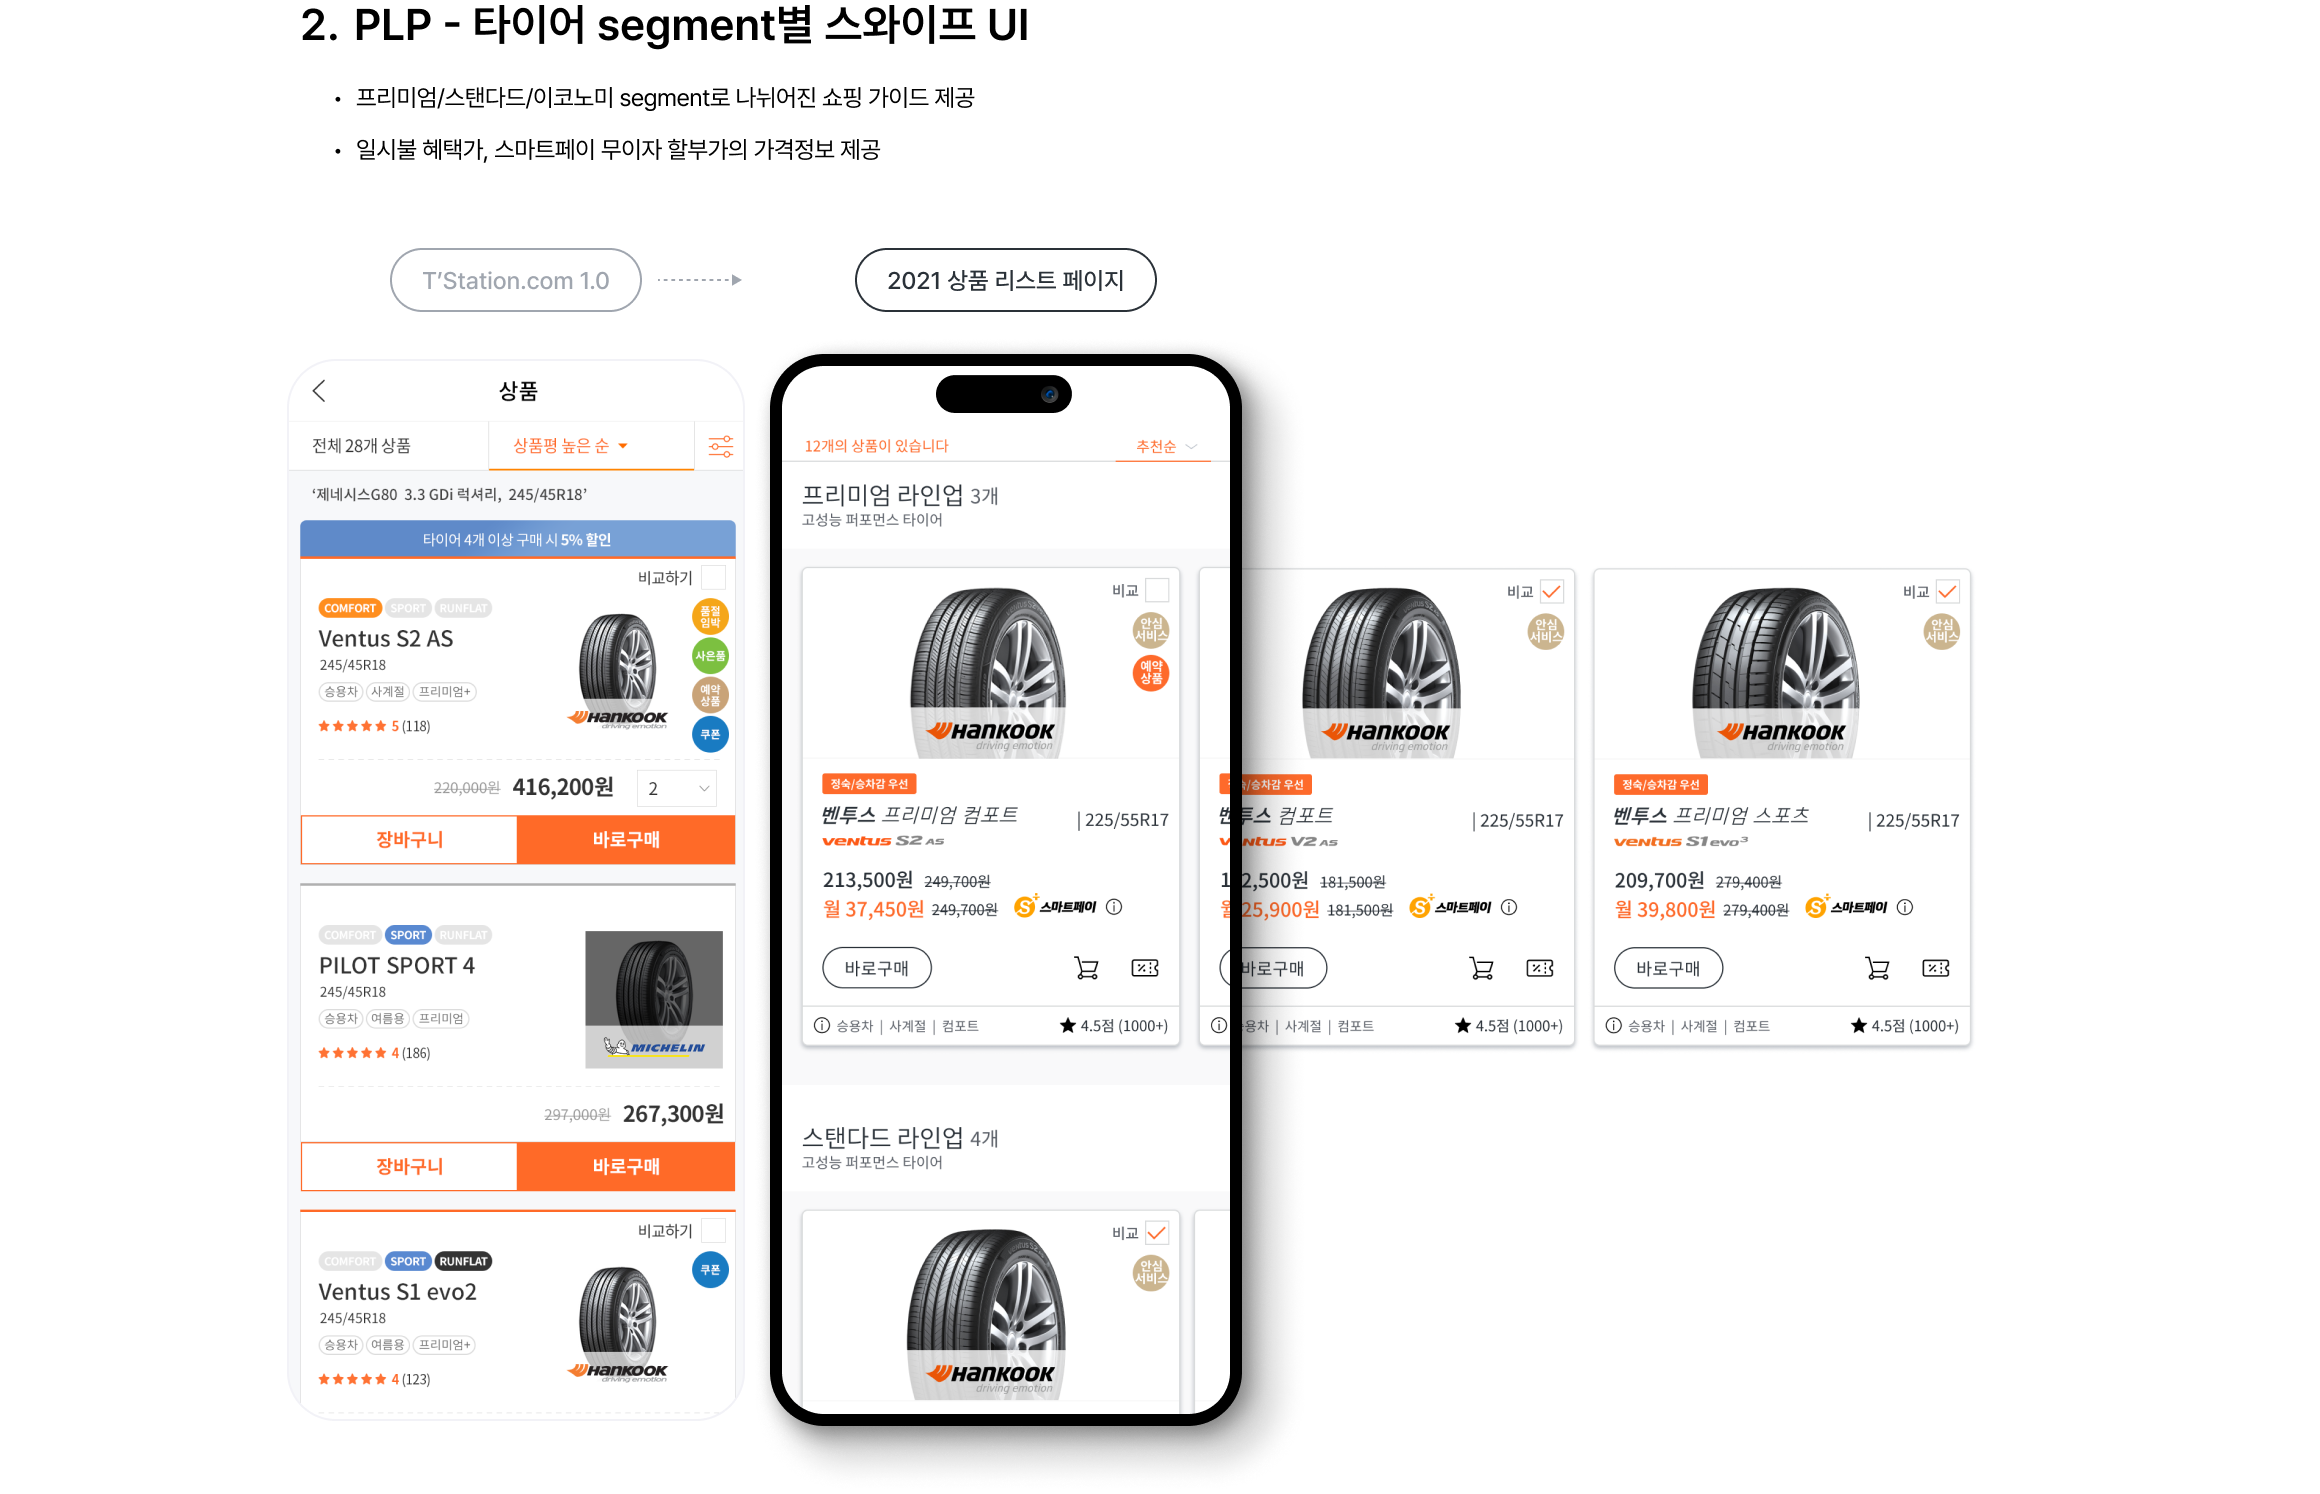 2. PLP - 타이어 segment별 스와이프 UI
• 프리미엄/스탠다드/이코노미 segment로 나뉘어진 쇼핑 가이드 제공
• 일시불 혜택가, 스마트페이 무이자 할부가의 가격정보 제공
T'Station.com 1.0
2021 상품 리스트 페이지
상품
전체 28개 상품
상품평 높은 순
‘제네시스G80 3.3 GDi 럭셔리, 245/45R18’
타이어 4개 이상 구매 시 5% 할인
비교하기
COMFORT SPORT RUNFLAT
품절
임박
Ventus S2 AS
사은품
245/45R18
승용차 사계절 프리미엄+
예약
상품
HANKOOK
driving emotion
★★★★★ 5 (118)
쿠폰
220,000원 416,200원 2
장바구니 바로구매
COMFORT SPORT RUNFLAT
PILOT SPORT 4
245/45R18
승용차 여름용 프리미엄
MICHELIN
★★★★★ 4 (186)
297,000원 267,300원
장바구니 바로구매
비교하기
COMFORT SPORT RUNFLAT
쿠폰
Ventus S1 evo2
245/45R18
승용차 여름용 프리미엄+
HANKOOK
driving emotion
★★★★★ 4 (123)
12개의 상품이 있습니다
추천순
프리미엄 라인업 3개
고성능 퍼포먼스 타이어
비교
안심
서비스
예약
상품
HANKOOK
driving emotion
정숙/승차감 우선
벤투스 프리미엄 컴포트 | 225/55R17
ventus S2 AS
213,500원 249,700원
월 37,450원 249,700원 스마트페이
바로구매
승용차 | 사계절 | 컴포트 ★ 4.5점 (1000+)
비교
안심
서비스
HANKOOK
driving emotion
/승차감 우선
벤투스 컴포트 | 225/55R17
ventus V2 AS
2,500원 181,500원
월 25,900원 181,500원 스마트페이
바로구매
용차 | 사계절 | 컴포트 ★ 4.5점 (1000+)
비교
안심
서비스
HANKOOK
driving emotion
정숙/승차감 우선
벤투스 프리미엄 스포츠 | 225/55R17
ventus S1 evo3
209,700원 279,400원
월 39,800원 279,400원 스마트페이
바로구매
승용차 | 사계절 | 컴포트 ★ 4.5점 (1000+)
스탠다드 라인업 4개
고성능 퍼포먼스 타이어
비교
안심
서비스
HANKOOK
driving emotion